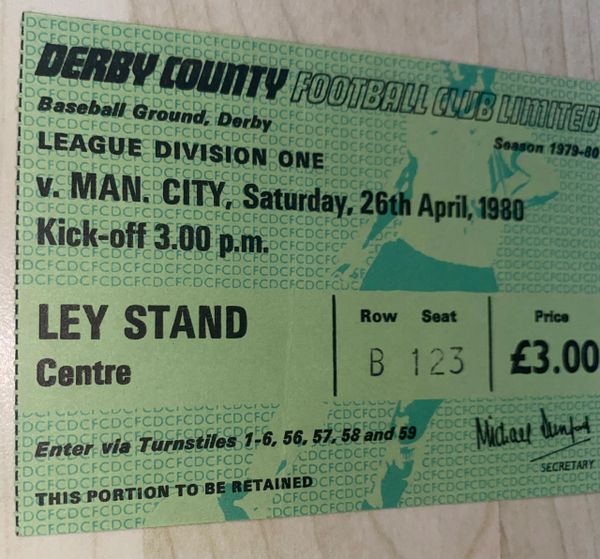 DERBY COUNTY FOOTBALL CLUB LIMITED
Baseball Ground, Derby
Season 1979-80
LEAGUE DIVISION ONE
v. MAN. CITY, Saturday, 26th April, 1980
Kick-off 3.00 p.m.
LEY STAND
Centre
Row Seat Price
B 123 £3.00
Enter via Turnstiles 1-6, 56, 57, 58 and 59
Michael Dunford
SECRETARY
THIS PORTION TO BE RETAINED